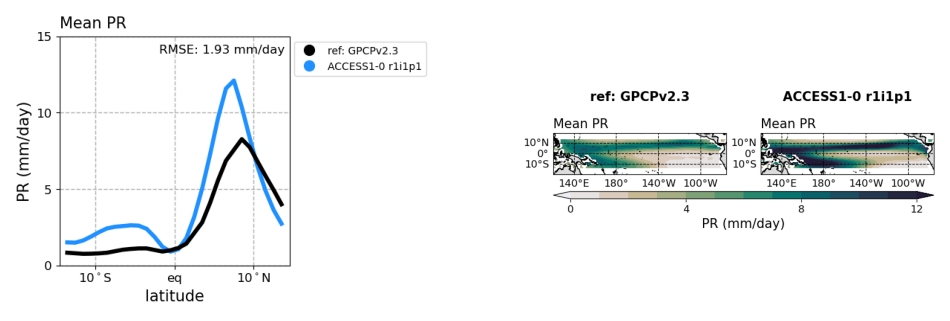 Mean PR
15
10
5
0
PR (mm/day)
RMSE: 1.93 mm/day
10°S
eq
10°N
latitude
ref: GPCPv2.3
ACCESS1-0 r1i1p1
ref: GPCPv2.3
Mean PR
10°N
0°
10°S
140°E
180°
140°W
100°W
ACCESS1-0 r1i1p1
Mean PR
10°N
0°
10°S
140°E
180°
140°W
100°W
0
4
8
12
PR (mm/day)